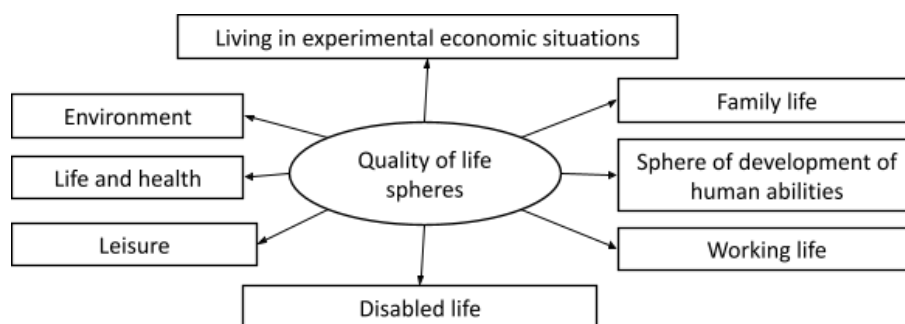 Living in experimental economic situations
Environment
Family life
Quality of life
spheres
Life and health
Sphere of development of
human abilities
Leisure
Working life
Disabled life